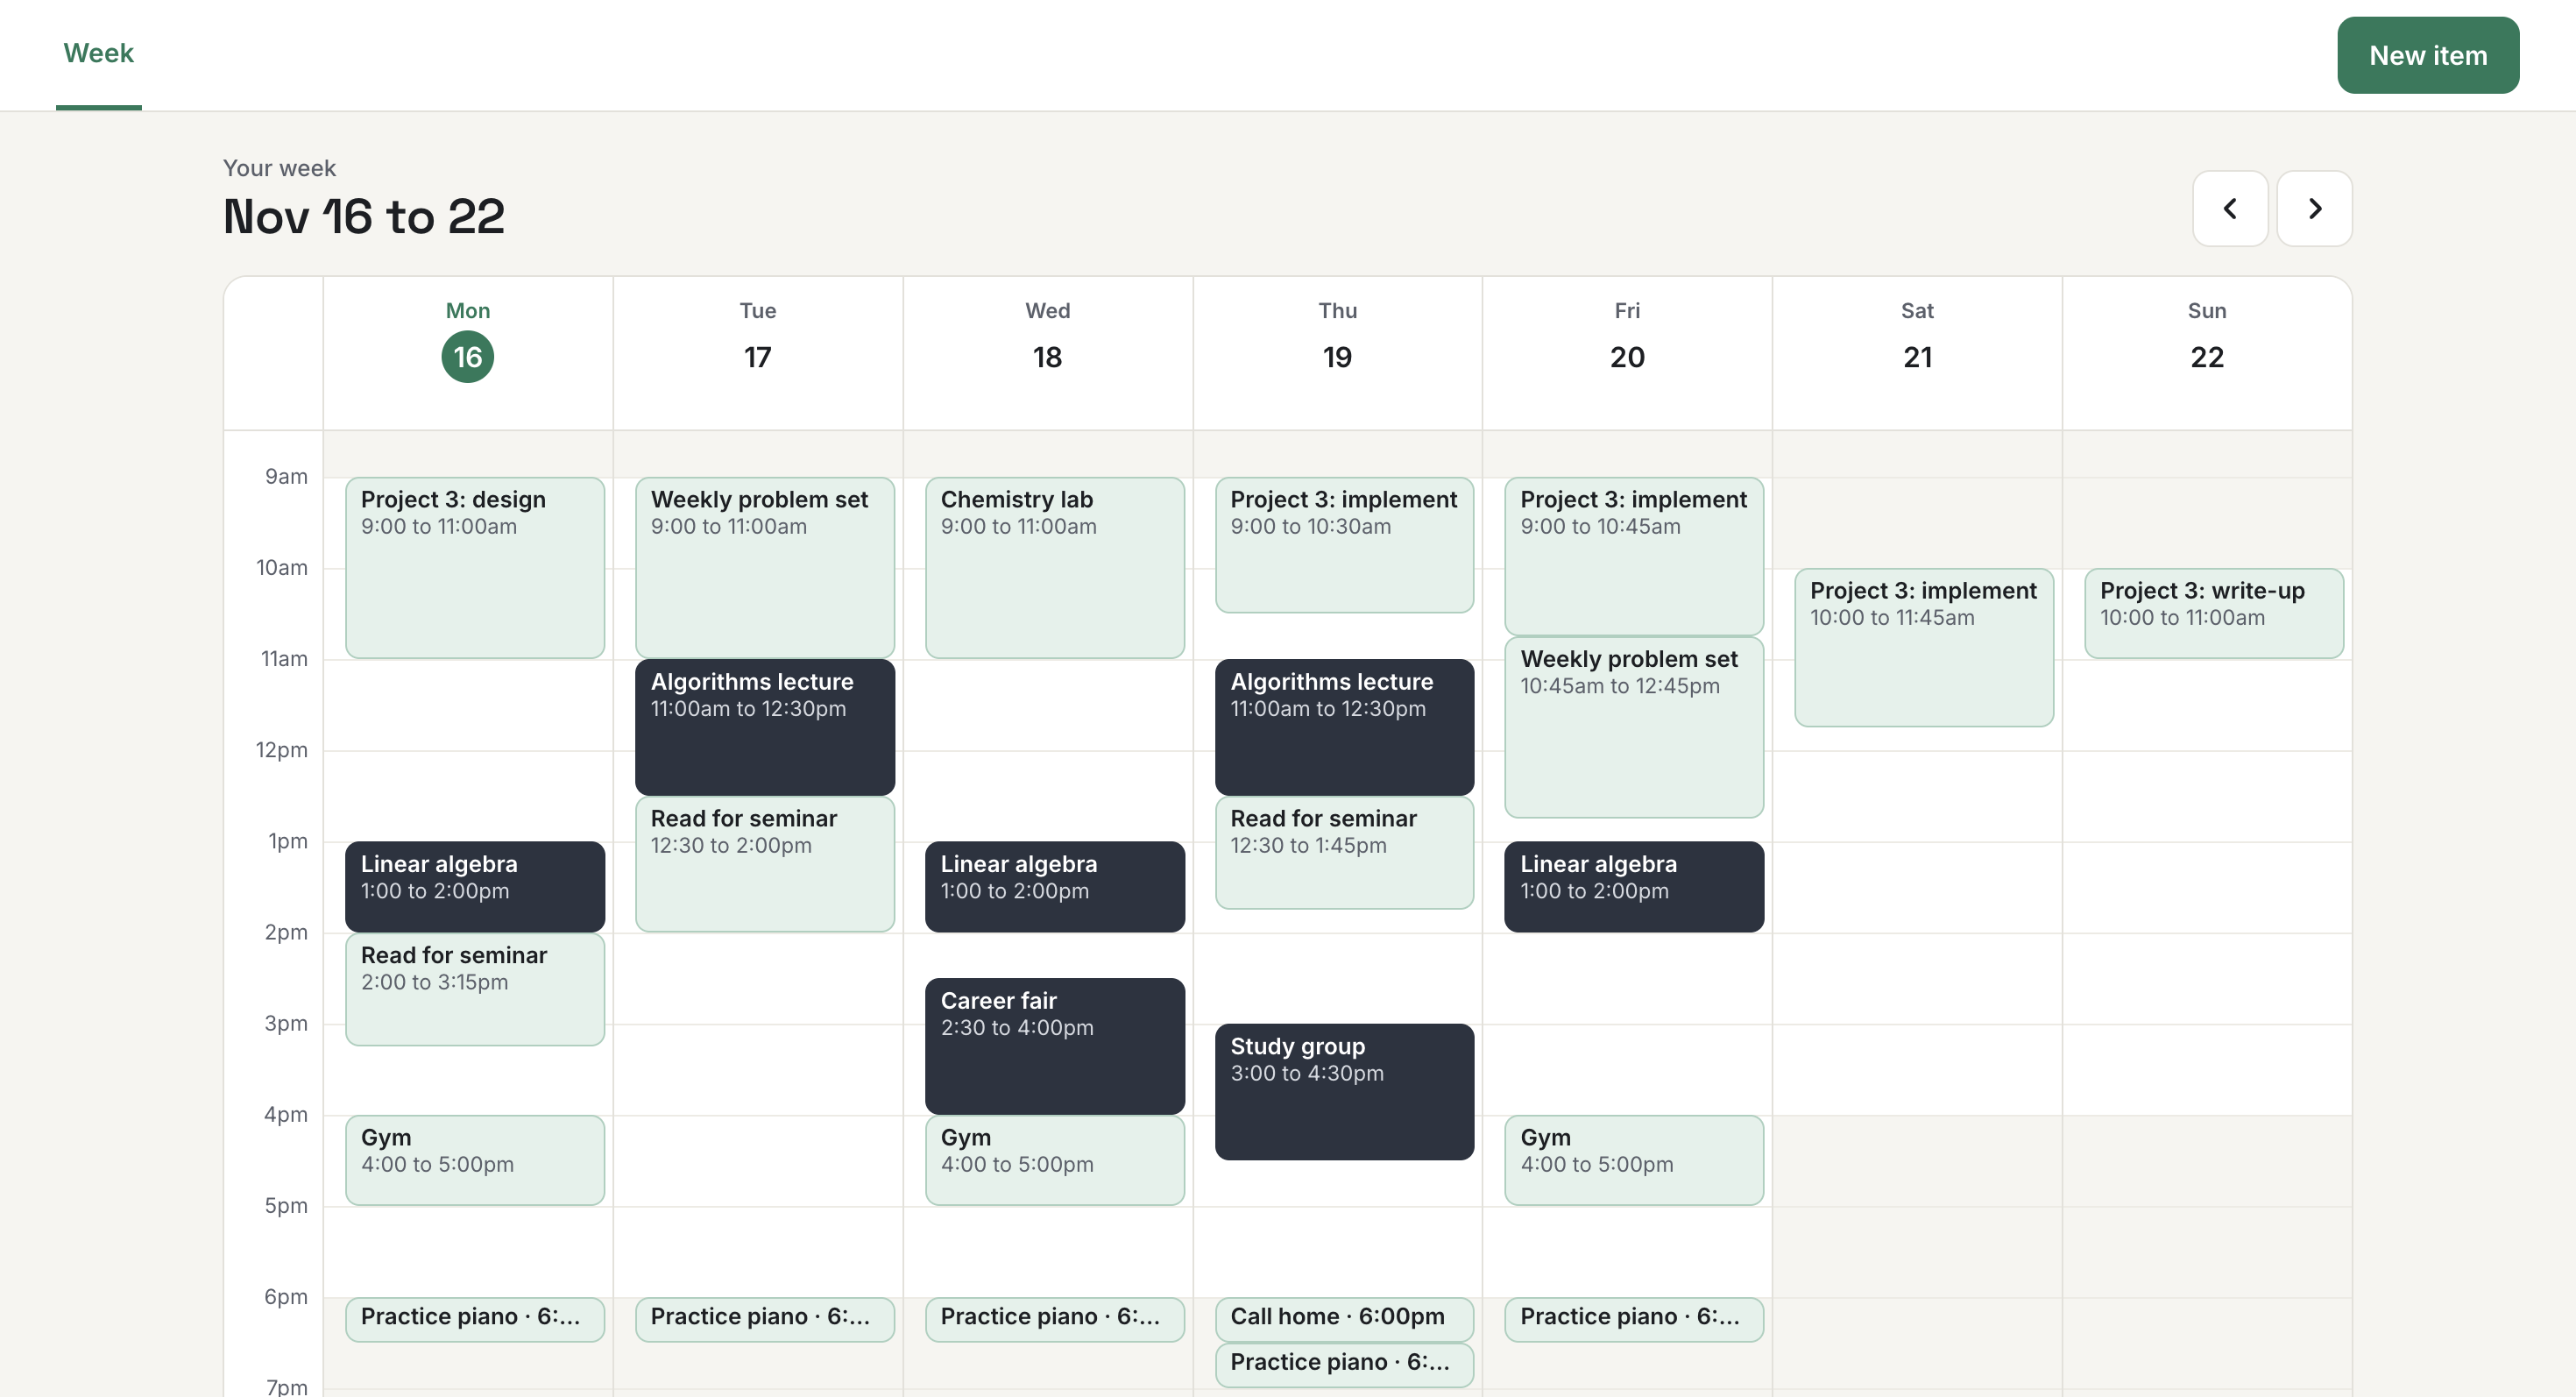 Week
New item
Your week
Nov 16 to 22
Mon
16
Tue
17
Wed
18
Thu
19
Fri
20
Sat
21
Sun
22
9am
10am
11am
12pm
1pm
2pm
3pm
4pm
5pm
6pm
7pm
Project 3: design
9:00 to 11:00am
Linear algebra
1:00 to 2:00pm
Read for seminar
2:00 to 3:15pm
Gym
4:00 to 5:00pm
Practice piano · 6:...
Weekly problem set
9:00 to 11:00am
Algorithms lecture
11:00am to 12:30pm
Read for seminar
12:30 to 2:00pm
Practice piano · 6:...
Chemistry lab
9:00 to 11:00am
Linear algebra
1:00 to 2:00pm
Career fair
2:30 to 4:00pm
Gym
4:00 to 5:00pm
Practice piano · 6:...
Project 3: implement
9:00 to 10:30am
Algorithms lecture
11:00am to 12:30pm
Read for seminar
12:30 to 1:45pm
Study group
3:00 to 4:30pm
Call home · 6:00pm
Practice piano · 6:...
Project 3: implement
9:00 to 10:45am
Weekly problem set
10:45am to 12:45pm
Linear algebra
1:00 to 2:00pm
Gym
4:00 to 5:00pm
Practice piano · 6:...
Project 3: implement
10:00 to 11:45am
Project 3: write-up
10:00 to 11:00am